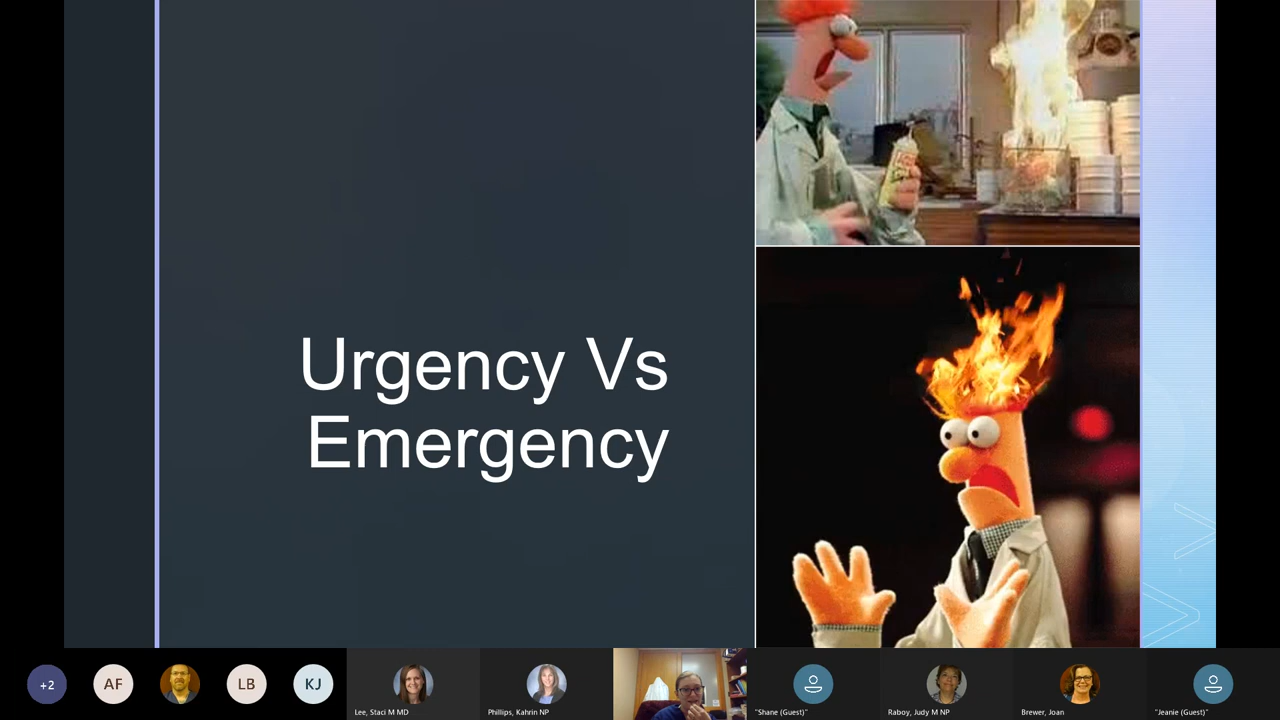 Urgency Vs
Emergency
+2
AF
LB
KJ
Lee, Staci M MD
Phillips, Kahrin NP
"Shane (Guest)"
Raboy, Judy M NP
Brewer, Joan
"Jeanie (Guest)"